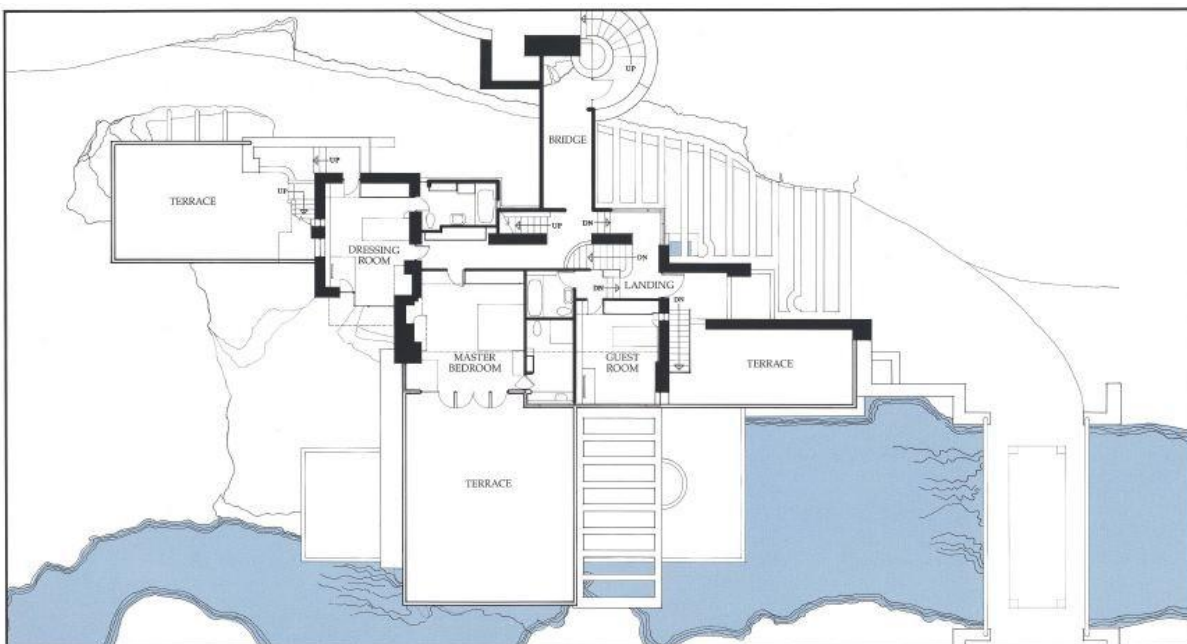 UP
BRIDGE
UP
TERRACE
UP
DRESSING
ROOM
UP
DN
DN
DN
LANDING
DN
MASTER
BEDROOM
GUEST
ROOM
TERRACE
TERRACE